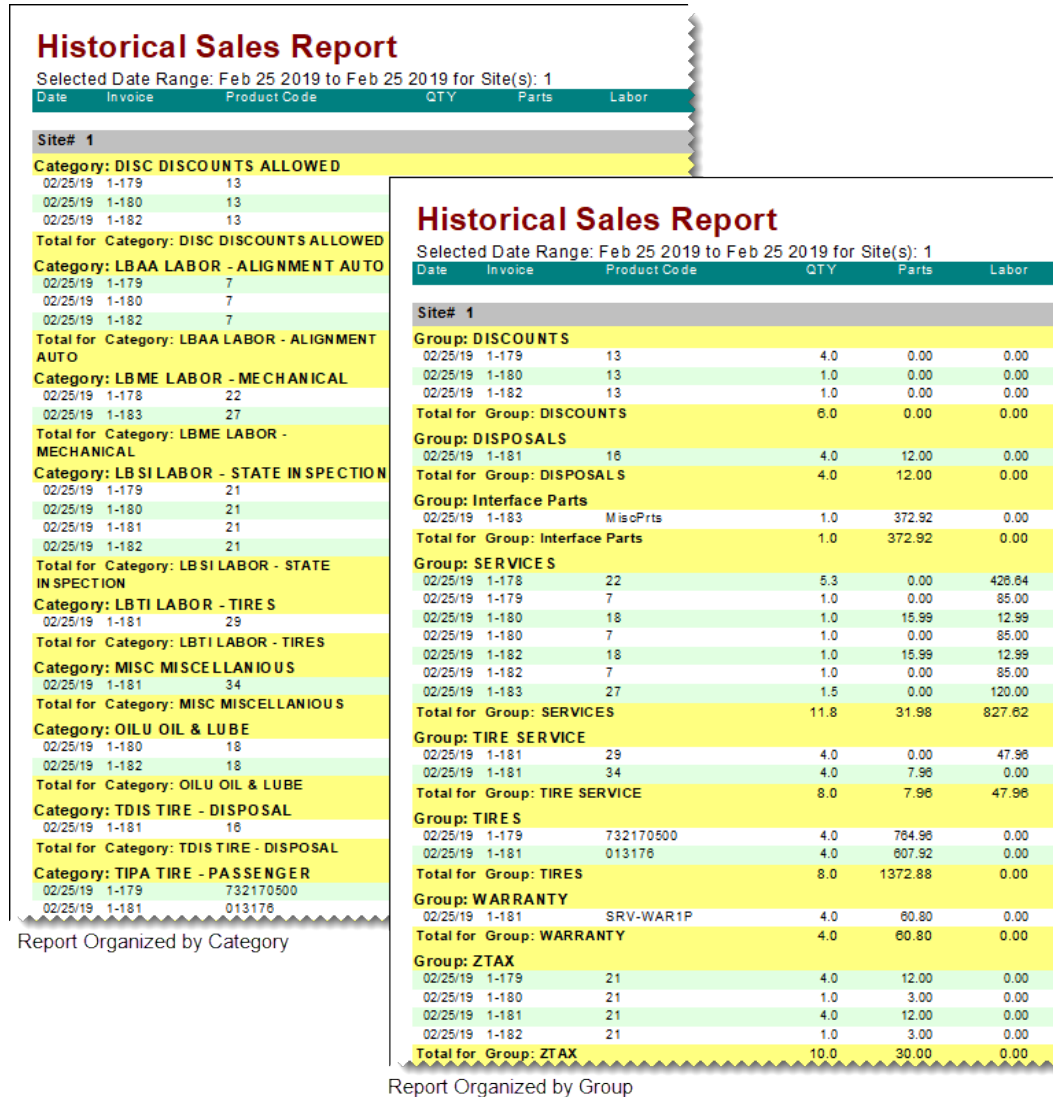 Historical Sales Report
Selected Date Range: Feb 25 2019 to Feb 25 2019 for Site(s): 1
Date Invoice Product Code QTY Parts Labor
Site# 1
Category: DISC DISCOUNTS ALLOWED
02/25/19 1-179 13
02/25/19 1-180 13
02/25/19 1-182 13
Total for Category: DISC DISCOUNTS ALLOWED
Category: LBAA LABOR - ALIGNMENT AUTO
02/25/19 1-179 7
02/25/19 1-180 7
02/25/19 1-182 7
Total for Category: LBAA LABOR - ALIGNMENT
AUTO
Category: LBME LABOR - MECHANICAL
02/25/19 1-178 22
02/25/19 1-183 27
Total for Category: LBME LABOR -
MECHANICAL
Category: LBSI LABOR - STATE INSPECTION
02/25/19 1-179 21
02/25/19 1-180 21
02/25/19 1-181 21
02/25/19 1-182 21
Total for Category: LBSI LABOR - STATE
INSPECTION
Category: LBTI LABOR - TIRES
02/25/19 1-181 29
Total for Category: LBTI LABOR - TIRES
Category: MISC MISCELLANIOUS
02/25/19 1-181 34
Total for Category: MISC MISCELLANIOUS
Category: OILU OIL & LUBE
02/25/19 1-180 18
02/25/19 1-182 18
Total for Category: OILU OIL & LUBE
Category: TDIS TIRE - DISPOSAL
02/25/19 1-181 16
Total for Category: TDIS TIRE - DISPOSAL
Category: TIPA TIRE - PASSENGER
02/25/19 1-179 732170500
02/25/19 1-181 013176
Report Organized by Category
Historical Sales Report
Selected Date Range: Feb 25 2019 to Feb 25 2019 for Site(s): 1
Date Invoice Product Code QTY Parts Labor
Site# 1
Group: DISCOUNTS
02/25/19 1-179 13 4.0 0.00 0.00
02/25/19 1-180 13 1.0 0.00 0.00
02/25/19 1-182 13 1.0 0.00 0.00
Total for Group: DISCOUNTS 6.0 0.00 0.00
Group: DISPOSALS
02/25/19 1-181 16 4.0 12.00 0.00
Total for Group: DISPOSALS 4.0 12.00 0.00
Group: Interface Parts
02/25/19 1-183 MiscPrts 1.0 372.92 0.00
Total for Group: Interface Parts 1.0 372.92 0.00
Group: SERVICES
02/25/19 1-178 22 5.3 0.00 426.64
02/25/19 1-179 7 1.0 0.00 85.00
02/25/19 1-180 18 1.0 15.99 12.99
02/25/19 1-180 7 1.0 0.00 85.00
02/25/19 1-182 18 1.0 15.99 12.99
02/25/19 1-182 7 1.0 0.00 85.00
02/25/19 1-183 27 1.5 0.00 120.00
Total for Group: SERVICES 11.8 31.98 827.62
Group: TIRE SERVICE
02/25/19 1-181 29 4.0 0.00 47.96
02/25/19 1-181 34 4.0 7.96 0.00
Total for Group: TIRE SERVICE 8.0 7.96 47.96
Group: TIRES
02/25/19 1-179 732170500 4.0 764.96 0.00
02/25/19 1-181 013176 4.0 607.92 0.00
Total for Group: TIRES 8.0 1372.88 0.00
Group: WARRANTY
02/25/19 1-181 SRV-WAR1P 4.0 60.80 0.00
Total for Group: WARRANTY 4.0 60.80 0.00
Group: ZTAX
02/25/19 1-179 21 4.0 12.00 0.00
02/25/19 1-180 21 1.0 3.00 0.00
02/25/19 1-181 21 4.0 12.00 0.00
02/25/19 1-182 21 1.0 3.00 0.00
Total for Group: ZTAX 10.0 30.00 0.00
Report Organized by Group